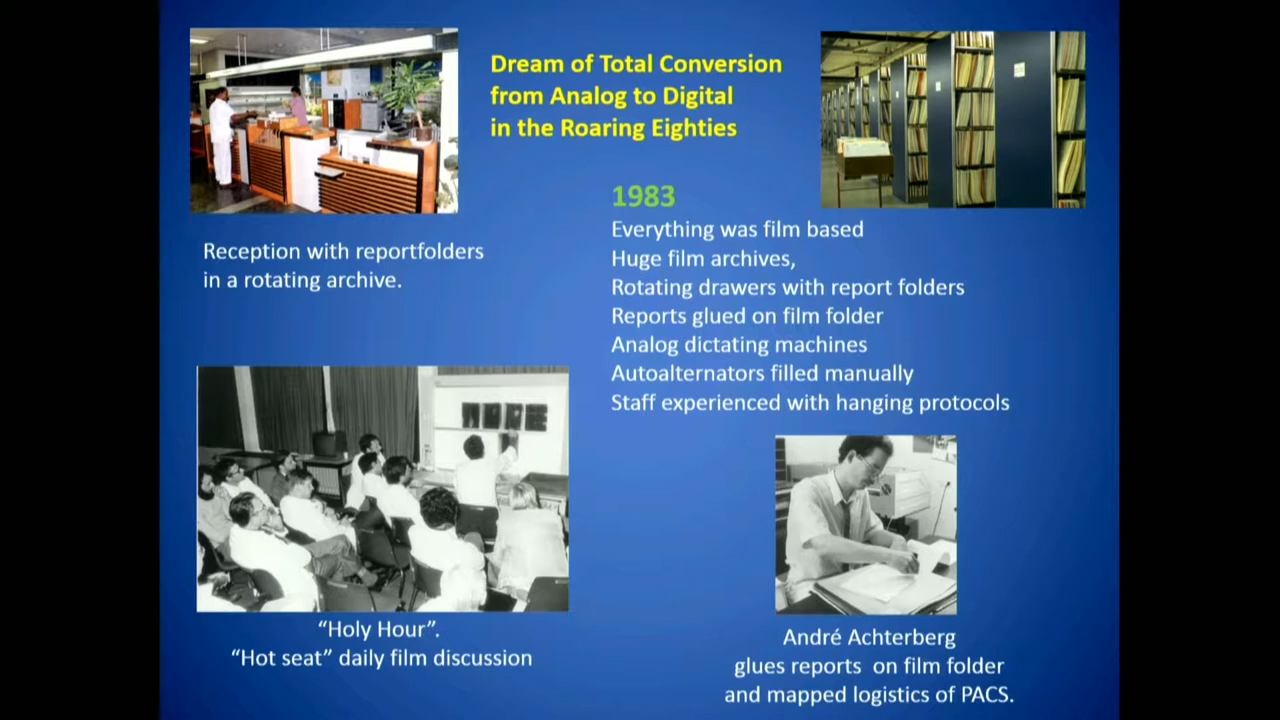 Dream of Total Conversion
from Analog to Digital
in the Roaring Eighties
Reception with reportfolders
in a rotating archive.
1983
Everything was film based
Huge film archives,
Rotating drawers with report folders
Reports glued on film folder
Analog dictating machines
Autoalternators filled manually
Staff experienced with hanging protocols
“Holy Hour”.
“Hot seat” daily film discussion
André Achterberg
glues reports on film folder
and mapped logistics of PACS.